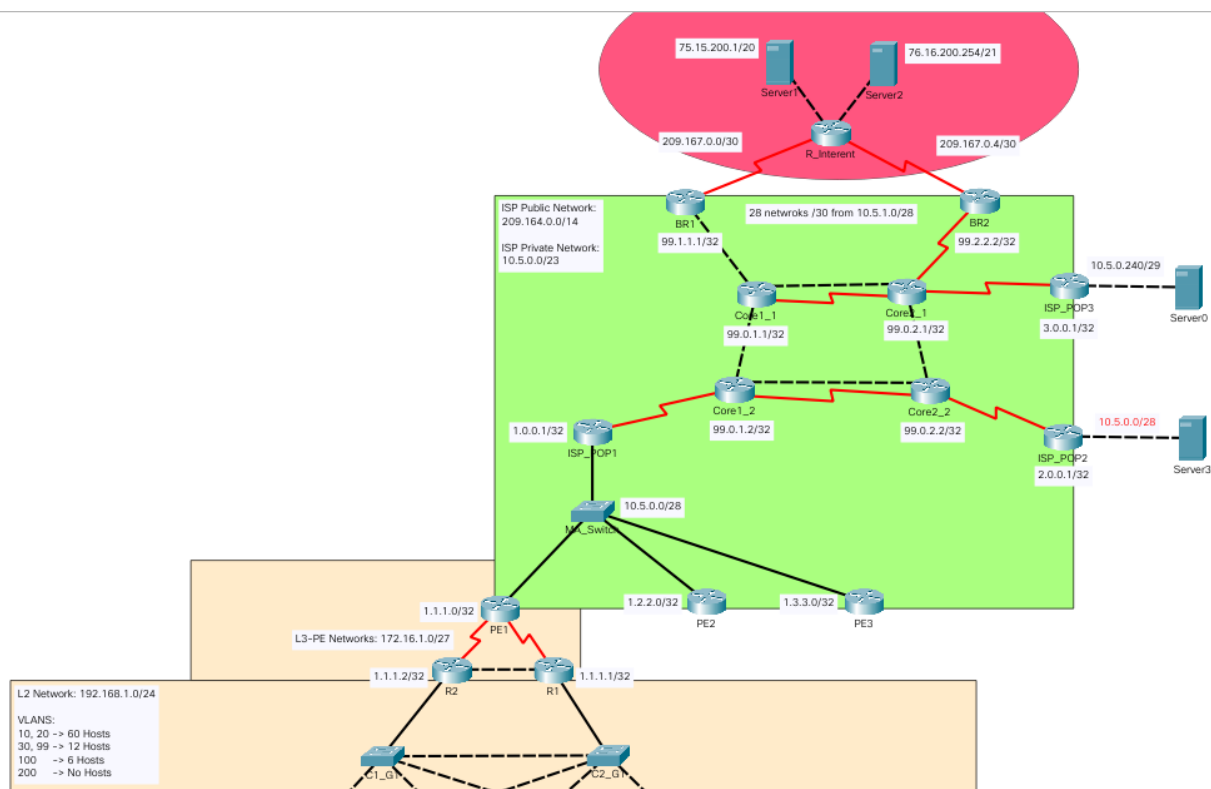 75.15.200.1/20
76.16.200.254/21
Server1
Server2
209.167.0.0/30
R_Interent
209.167.0.4/30
ISP Public Network:
209.164.0.0/14
ISP Private Network:
10.5.0.0/23
BR1
99.1.1.1/32
28 netwroks /30 from 10.5.1.0/28
BR2
99.2.2.2/32
10.5.0.240/29
Core1_1
99.0.1.1/32
99.0.2.1/32
ISP_POP3
3.0.0.1/32
Server0
Core1_2
99.0.1.2/32
Core2_2
99.0.2.2/32
1.0.0.1/32
ISP_POP1
10.5.0.0/28
ISP_POP2
2.0.0.1/32
Server3
10.5.0.0/28
MA_Switch
1.1.1.0/32
PE1
1.2.2.0/32
PE2
1.3.3.0/32
PE3
L3-PE Networks: 172.16.1.0/27
1.1.1.2/32
R2
R1
1.1.1.1/32
L2 Network: 192.168.1.0/24
VLANS:
10, 20 -> 60 Hosts
30, 99 -> 12 Hosts
100 -> 6 Hosts
200 -> No Hosts
C1_G1
C2_G1